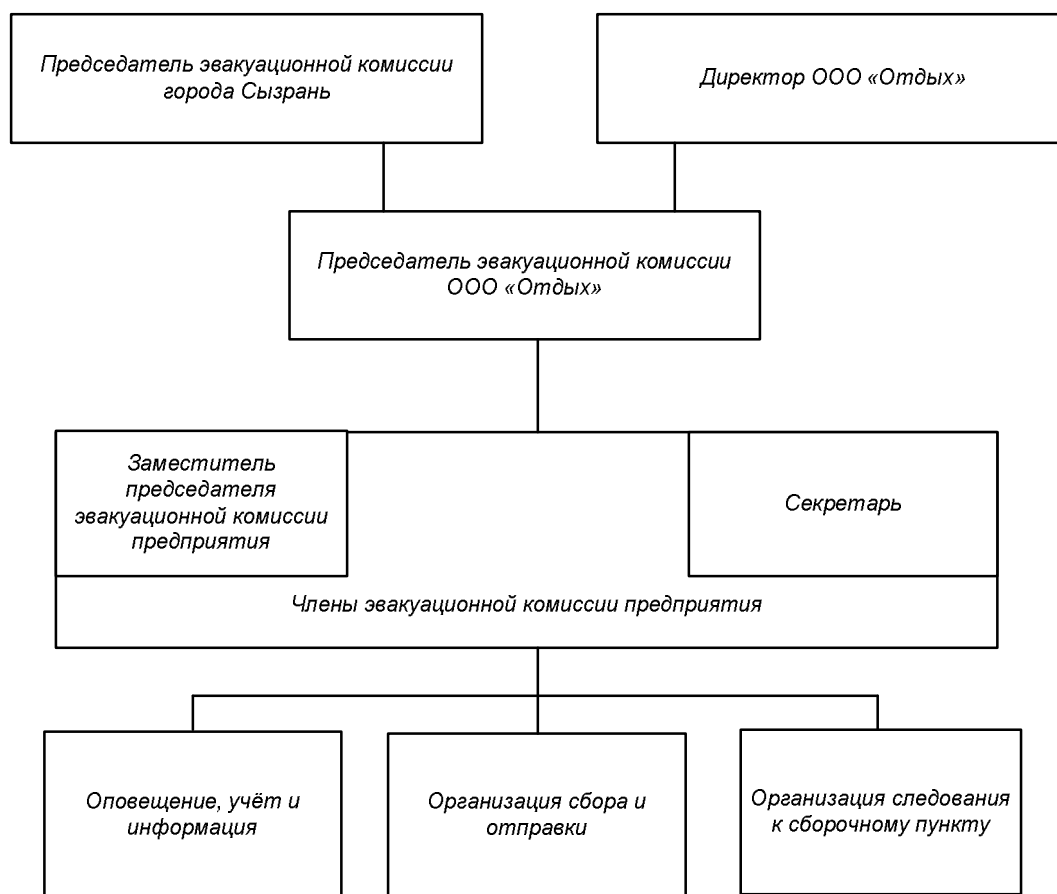 Председатель эвакуационной комиссии
города Сызрань
Директор ООО «Отдых»
Председатель эвакуационной комиссии
ООО «Отдых»
Заместитель
председателя
эвакуационной комиссии
предприятия
Секретарь
Члены эвакуационной комиссии предприятия
Оповещение, учёт и
информация
Организация сбора и
отправки
Организация следования
к сборочному пункту